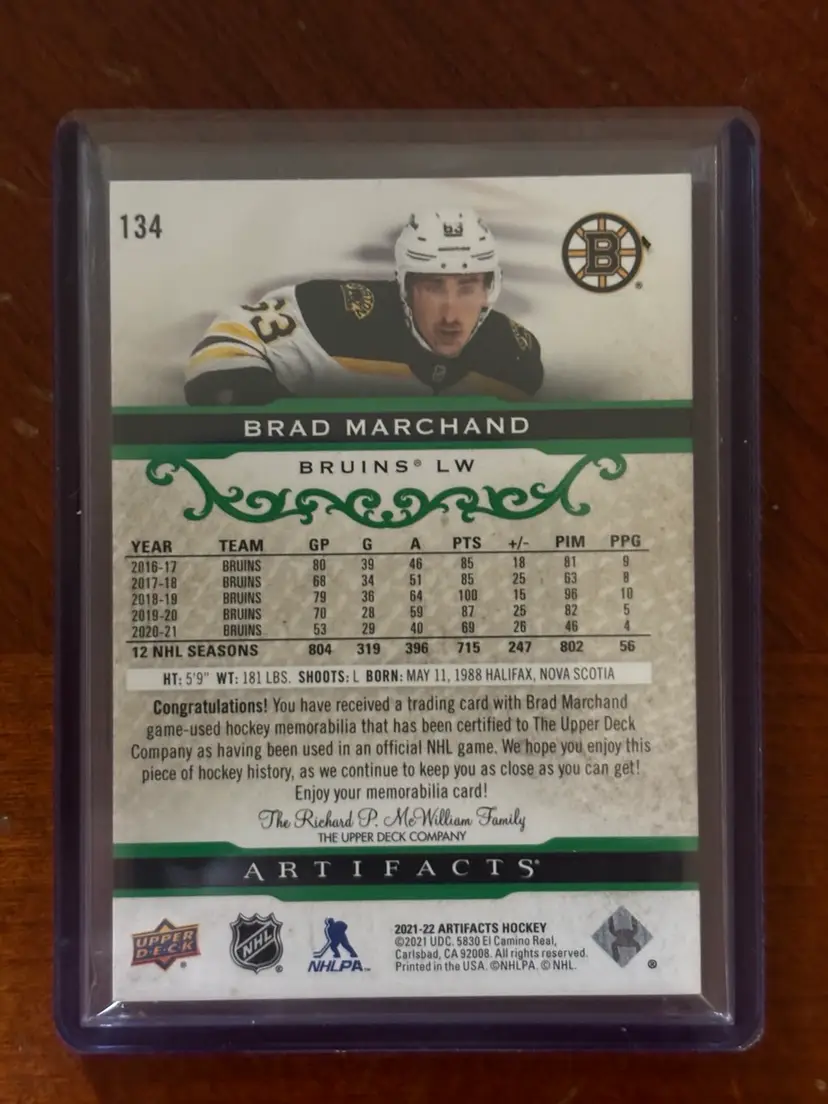 134
63
B
®
63
BRAD MARCHAND
BRUINS® LW
YEAR TEAM GP G A PTS +/- PIM PPG
2016-17 BRUINS 80 39 46 85 18 81 9
2017-18 BRUINS 68 34 51 85 25 63 8
2018-19 BRUINS 79 36 64 100 15 96 10
2019-20 BRUINS 70 28 59 87 25 82 5
2020-21 BRUINS 53 29 40 69 26 46 4
12 NHL SEASONS 804 319 396 715 247 802 56
HT: 5'9" WT: 181 LBS. SHOOTS: L BORN: MAY 11, 1988 HALIFAX, NOVA SCOTIA
Congratulations! You have received a trading card with Brad Marchand
game-used hockey memorabilia that has been certified to The Upper Deck
Company as having been used in an official NHL game. We hope you enjoy this
piece of hockey history, as we continue to keep you as close as you can get!
Enjoy your memorabilia card!
The Richard P. McWilliam Family
THE UPPER DECK COMPANY
ARTIFACTS®
UPPER DECK®
NHL®
NHLPA™
2021-22 ARTIFACTS HOCKEY
©2021 UDC. 5830 El Camino Real,
Carlsbad, CA 92008. All rights reserved.
Printed in the USA. ©NHLPA. © NHL.
®